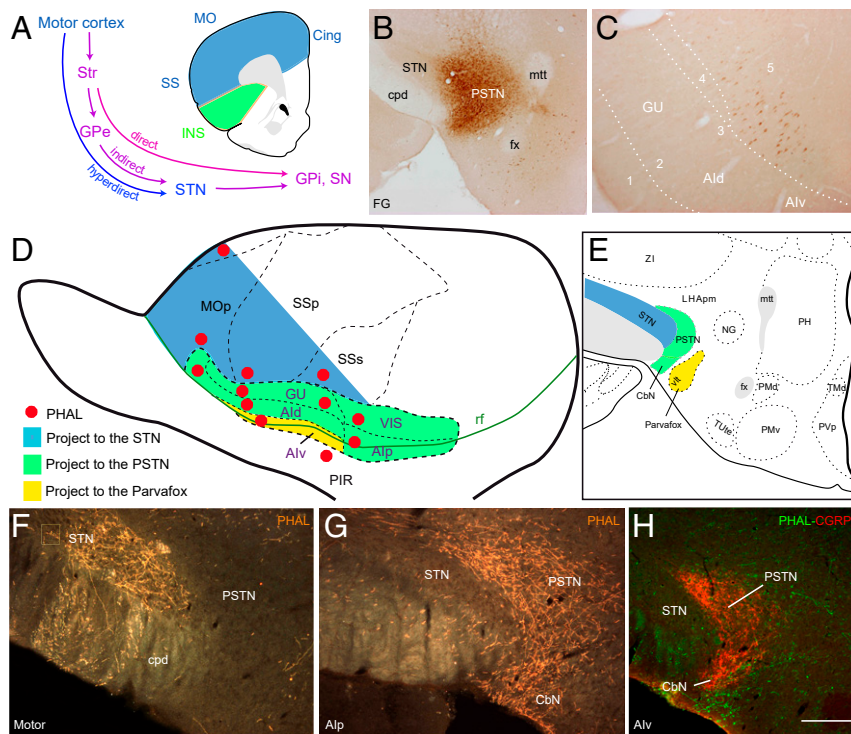 A
Motor cortex
MO
Cing
Str
SS
GPe
INS
direct
indirect
hyperdirect
STN
GPi, SN
B
STN
mtt
cpd
PSTN
fx
FG
C
4
5
GU
3
2
1
AId
AIv
D
MOp
SSp
SSs
GU
AId
VIS
rf
AIv
AIp
PIR
PHAL
Project to the STN
Project to the PSTN
Project to the Parvafox
E
ZI
LHApm
mtt
STN
PSTN
NG
PH
vlt
fx
PMd
TMd
CbN
Parvafox
TUte
PMv
PVp
F
PHAL
STN
PSTN
cpd
Motor
G
PHAL
STN
PSTN
CbN
AIp
H
PHAL-CGRP
PSTN
STN
CbN
AIv